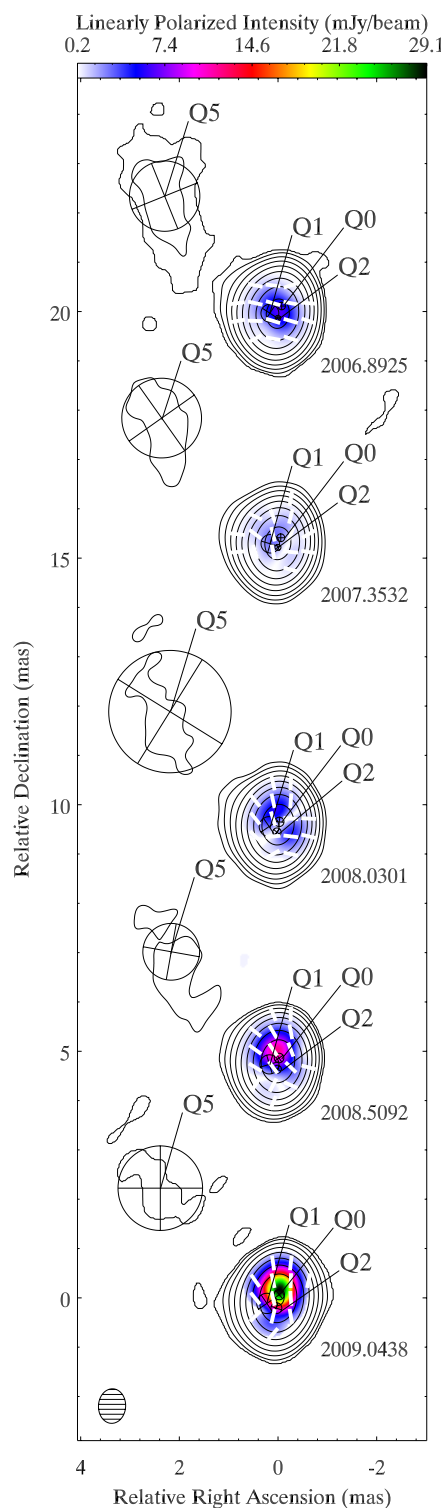 Linearly Polarized Intensity (mJy/beam)
0.2 7.4 14.6 21.8 29.1
Q5
Q1 Q0
Q2
20
2006.8925
Q5
Q1 Q0
Q2
15
2007.3532
Q5
Q1 Q0
Q2
10
2008.0301
Q5
Q1 Q0
Q2
5
2008.5092
Q5
Q1 Q0
Q2
0
2009.0438
Relative Declination (mas)
4 2 0 -2
Relative Right Ascension (mas)